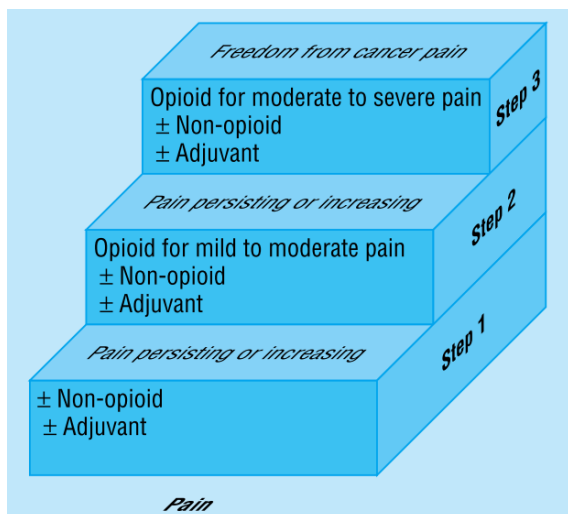 Freedom from cancer pain
Opioid for moderate to severe pain
± Non-opioid
± Adjuvant
Step 3
Pain persisting or increasing
Opioid for mild to moderate pain
± Non-opioid
± Adjuvant
Step 2
Pain persisting or increasing
± Non-opioid
± Adjuvant
Step 1
Pain